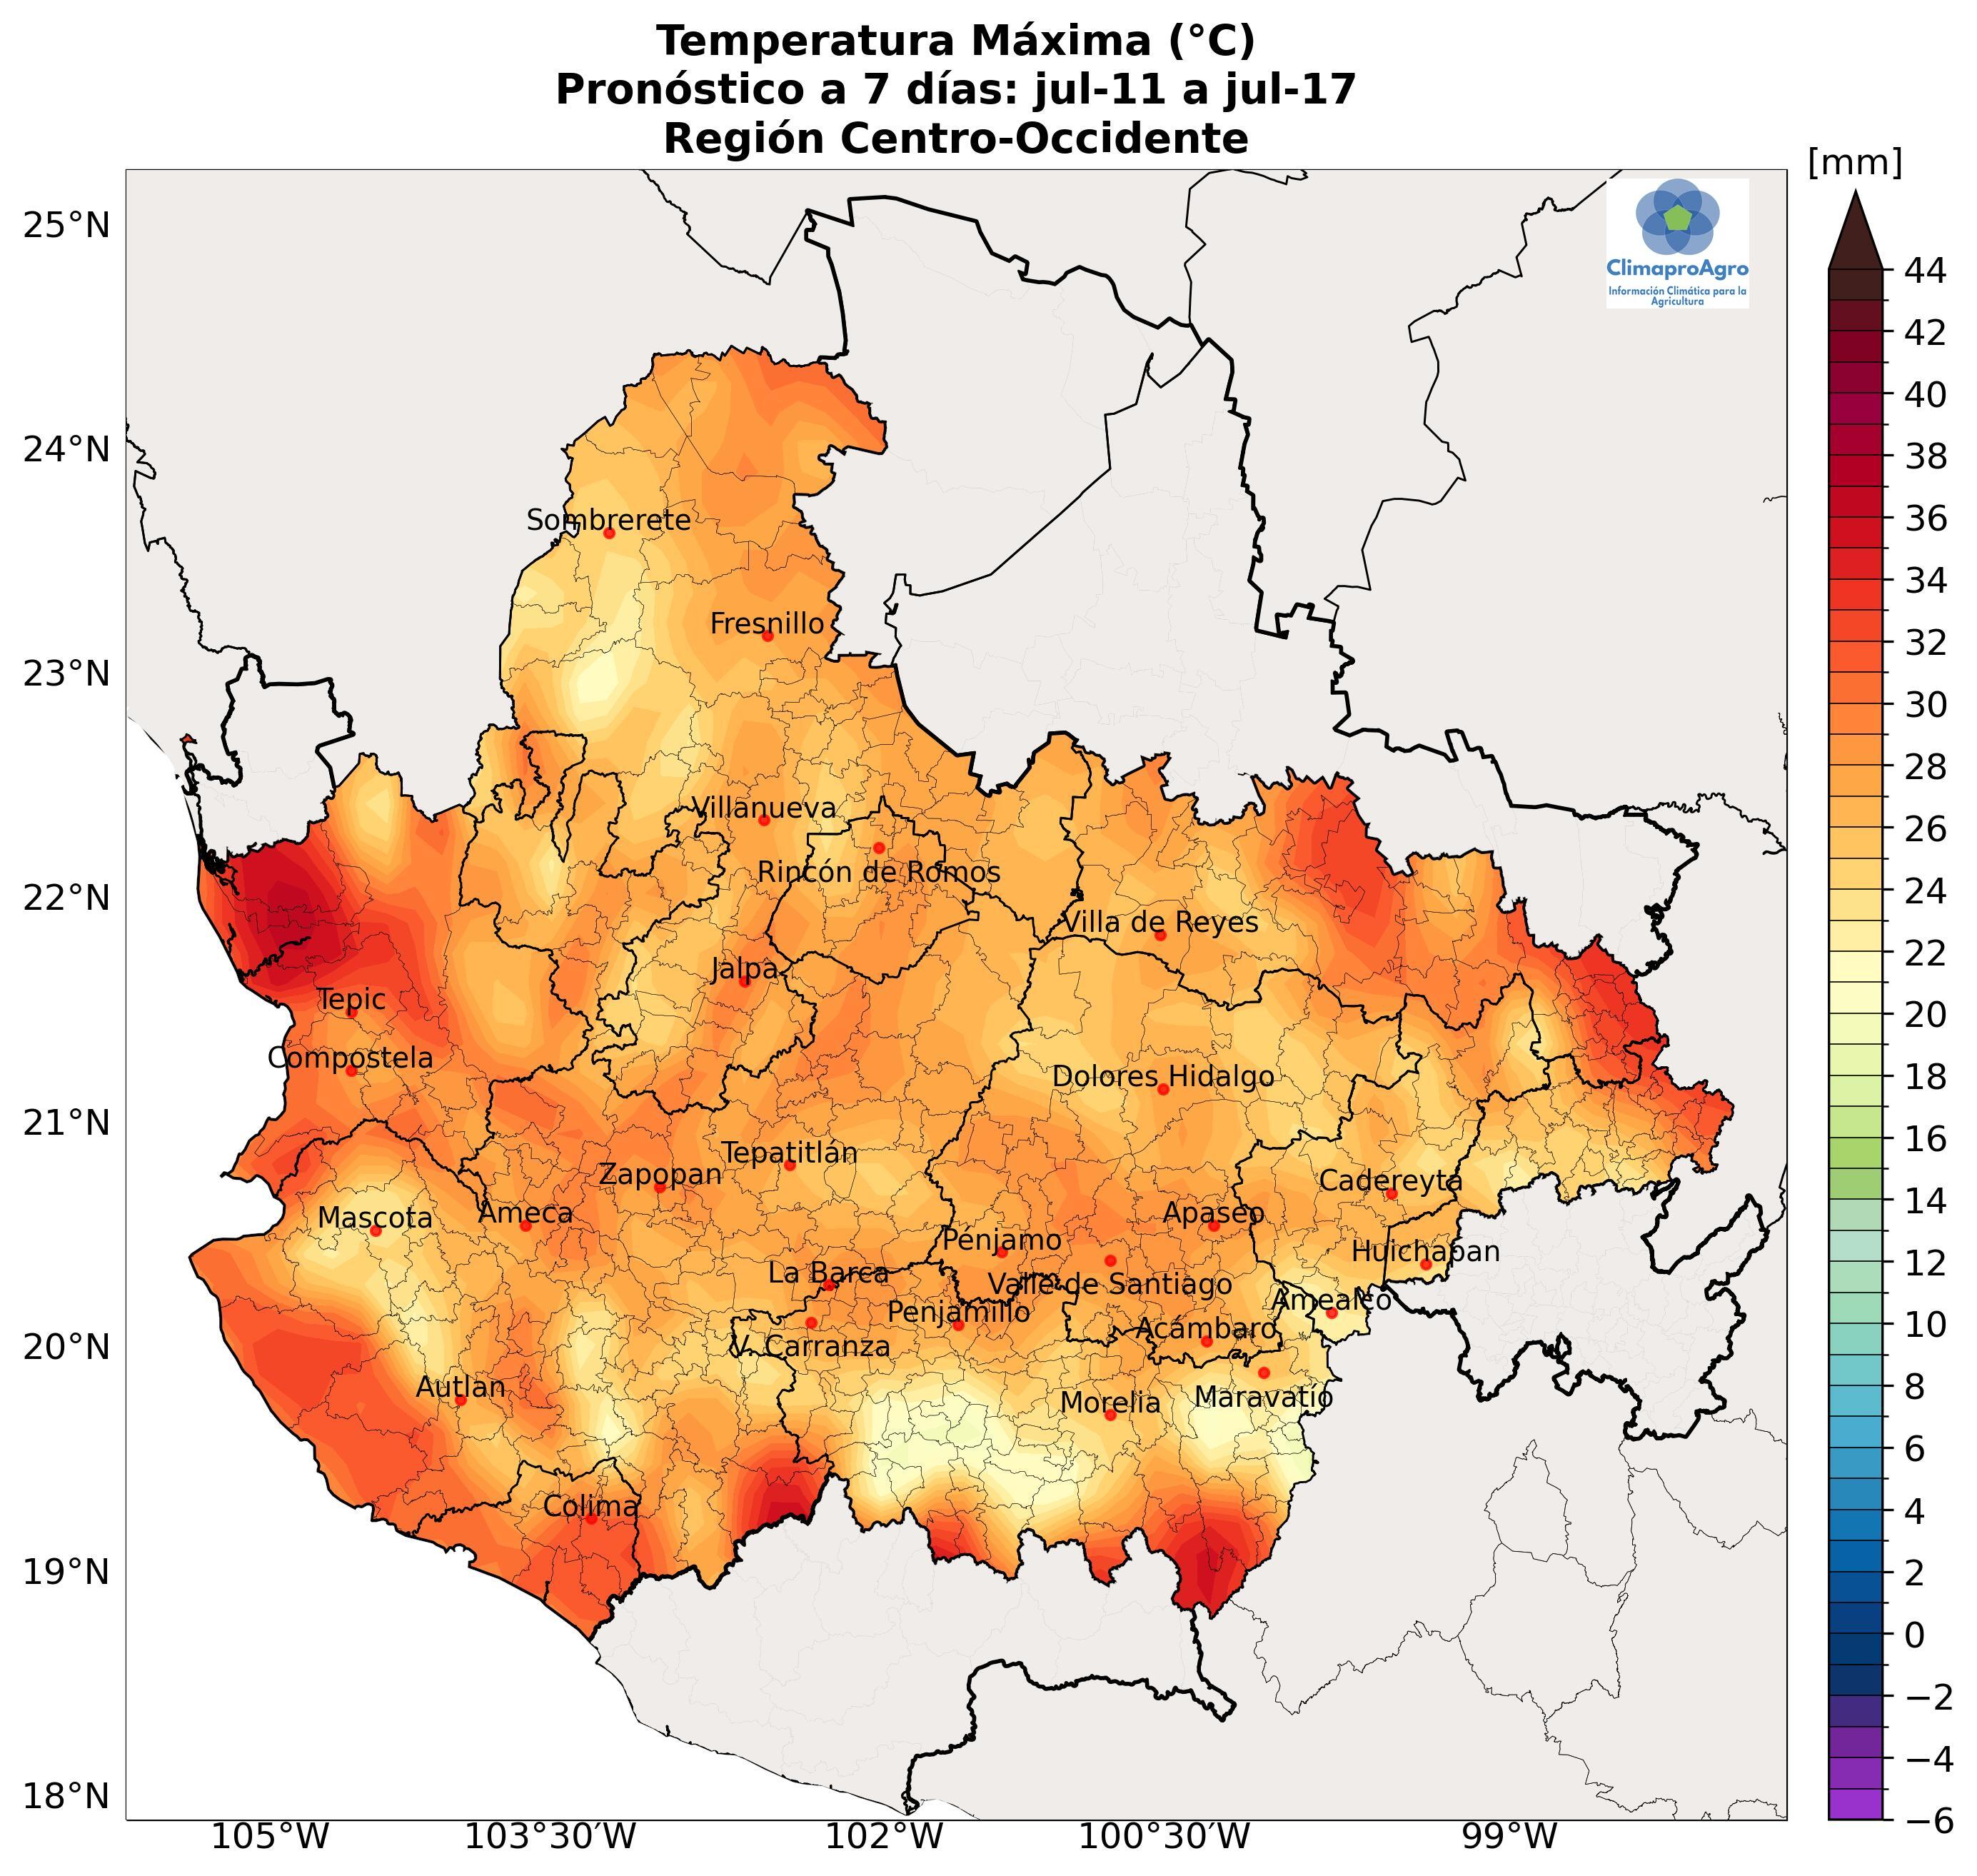 Temperatura Máxima (°C)
Pronóstico a 7 días: jul-11 a jul-17
Región Centro-Occidente
[mm]
ClimaproAgro
Información Climática para la
Agricultura
25°N
24°N
23°N
22°N
21°N
20°N
19°N
18°N
105°W
103°30′W
102°W
100°30′W
99°W
44
42
40
38
36
34
32
30
28
26
24
22
20
18
16
14
12
10
8
6
4
2
0
−2
−4
−6
Sombrerete
Fresnillo
Villanueva
Rincón de Romos
Villa de Reyes
Jalpa
Tepic
Compostela
Dolores Hidalgo
Tepatitlán
Zapopan
Cadereyta
Mascota
Ameca
Apaseo
Pénjamo
Huichapan
La Barca
Valle de Santiago
Amealco
Penjamillo
Acámbaro
V. Carranza
Autlan
Morelia
Maravatío
Colima